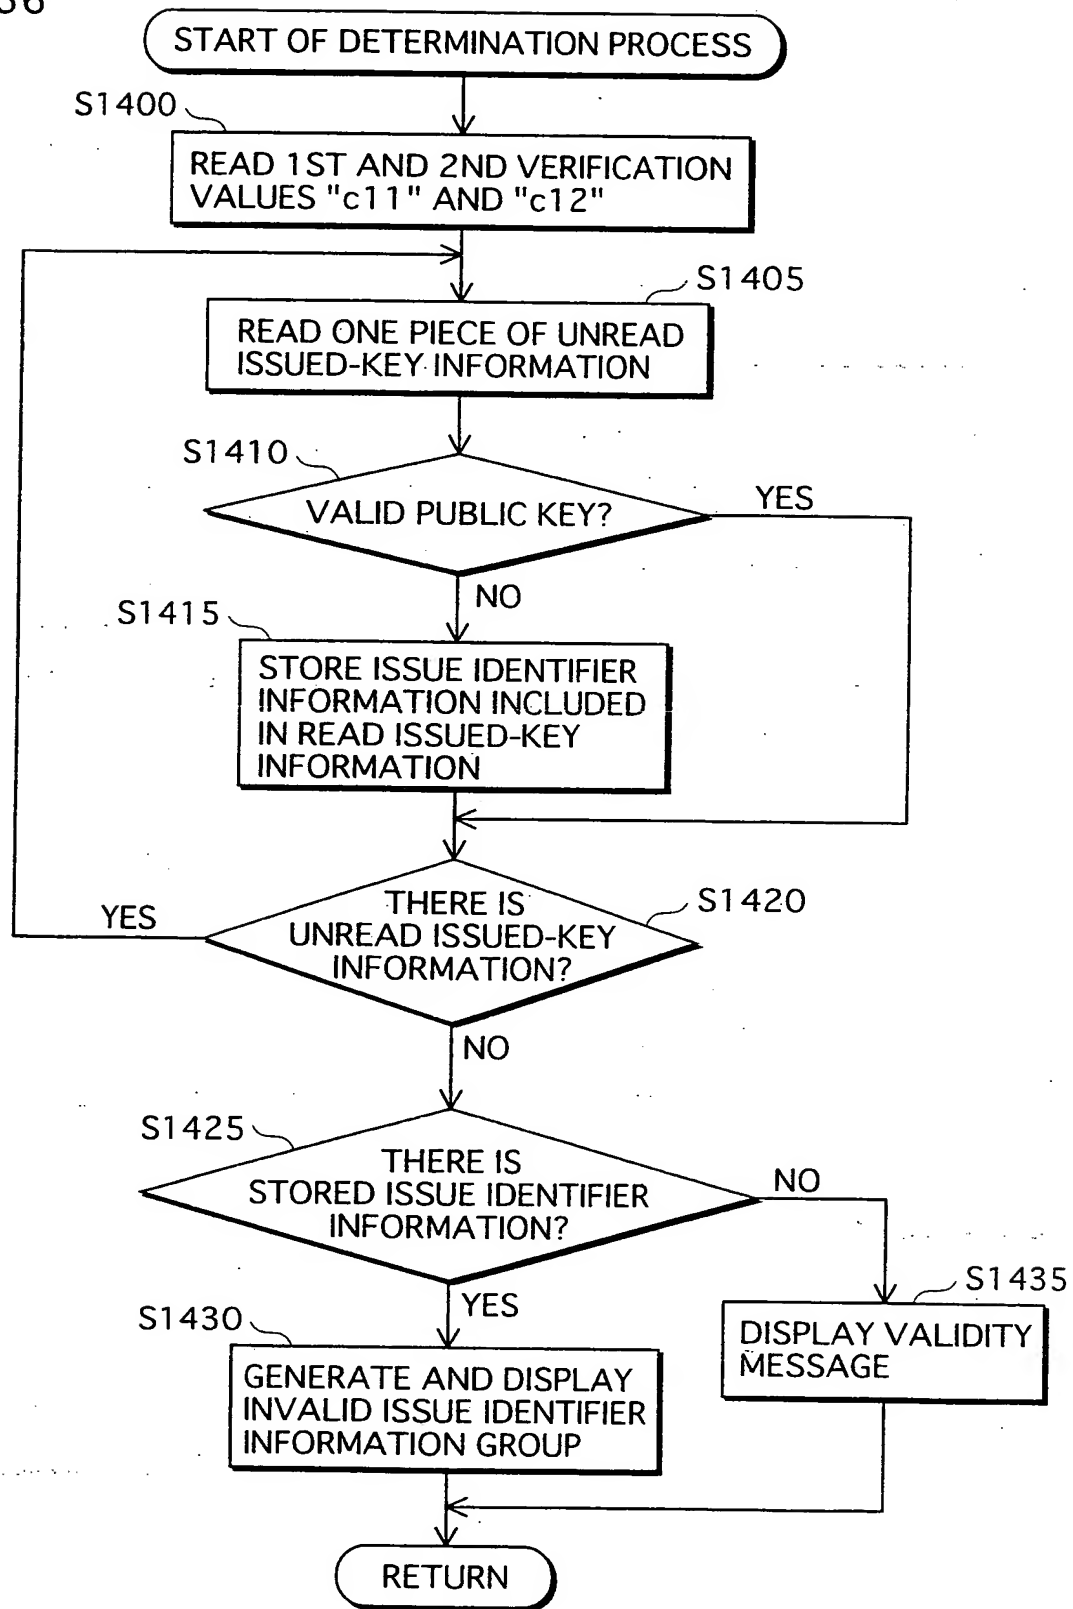 START OF DETERMINATION PROCESS
S1400
READ 1ST AND 2ND VERIFICATION
VALUES "c11" AND "c12"
S1405
READ ONE PIECE OF UNREAD
ISSUED-KEY INFORMATION
S1410
VALID PUBLIC KEY?
YES
NO
S1415
STORE ISSUE IDENTIFIER
INFORMATION INCLUDED
IN READ ISSUED-KEY
INFORMATION
S1420
THERE IS
UNREAD ISSUED-KEY
INFORMATION?
YES
NO
S1425
THERE IS
STORED ISSUE IDENTIFIER
INFORMATION?
NO
YES
S1430
GENERATE AND DISPLAY
INVALID ISSUE IDENTIFIER
INFORMATION GROUP
S1435
DISPLAY VALIDITY
MESSAGE
RETURN